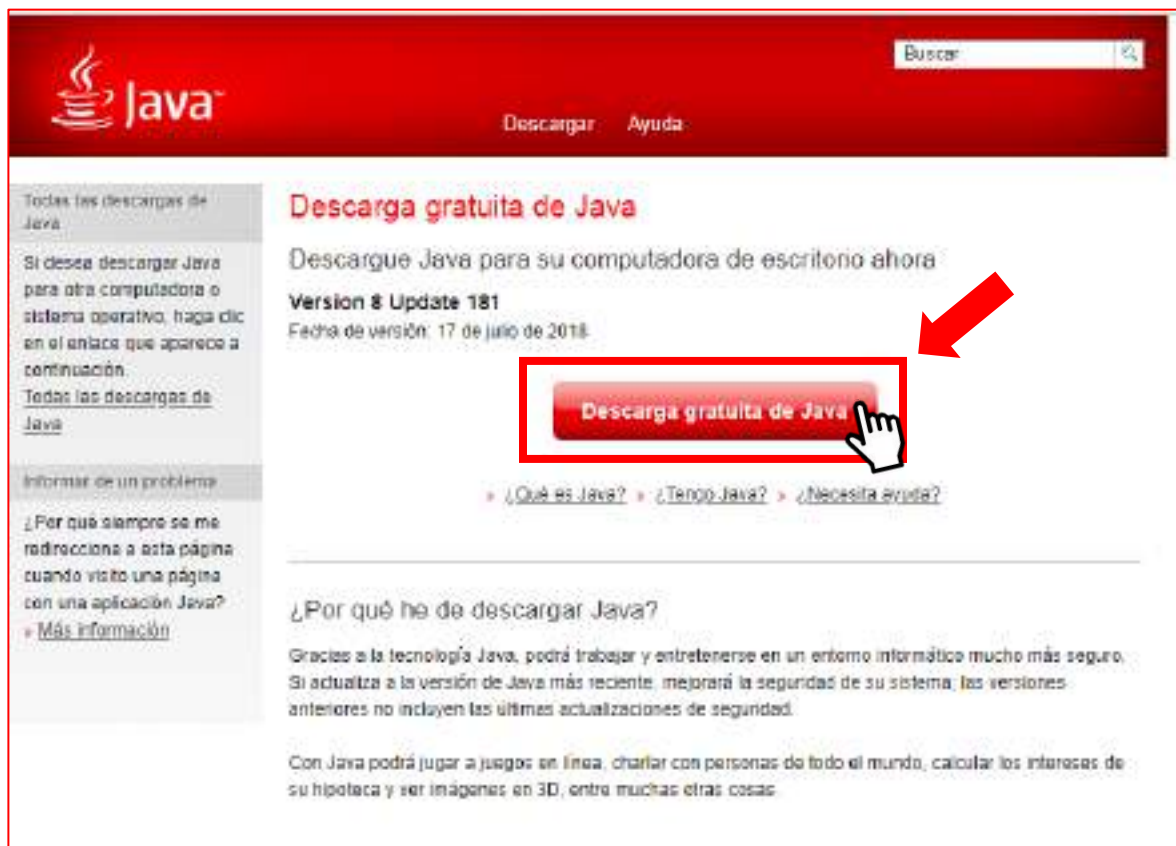 Java™
Buscar
Descargar Ayuda
Todas las descargas de
Java
Si desea descargar Java
para otra computadora o
sistema operativo, haga clic
en el enlace que aparece a
continuación.
Todas las descargas de
Java
Informar de un problema
¿Por qué siempre se me
redirecciona a esta página
cuando visito una página
con una aplicación Java?
» Más información
Descarga gratuita de Java
Descargue Java para su computadora de escritorio ahora
Version 8 Update 181
Fecha de versión: 17 de julio de 2018
Descarga gratuita de Java
» ¿Qué es Java? » ¿Tengo Java? » ¿Necesita ayuda?
¿Por qué he de descargar Java?
Gracias a la tecnología Java, podrá trabajar y entretenerse en un entorno informático mucho más seguro.
Si actualiza a la versión de Java más reciente, mejorará la seguridad de su sistema; las versiones
anteriores no incluyen las últimas actualizaciones de seguridad.
Con Java podrá jugar a juegos en línea, charlar con personas de todo el mundo, calcular los intereses de
su hipoteca y ver imágenes en 3D, entre muchas otras cosas